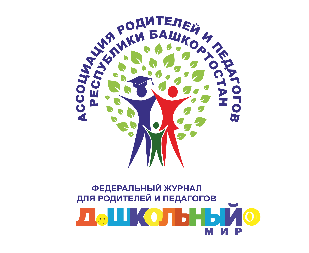 АССОЦИАЦИЯ РОДИТЕЛЕЙ И ПЕДАГОГОВ
РЕСПУБЛИКИ БАШКОРТОСТАН
ФЕДЕРАЛЬНЫЙ ЖУРНАЛ
ДЛЯ РОДИТЕЛЕЙ И ПЕДАГОГОВ
ДОШКОЛЬНЫЙ
МИР